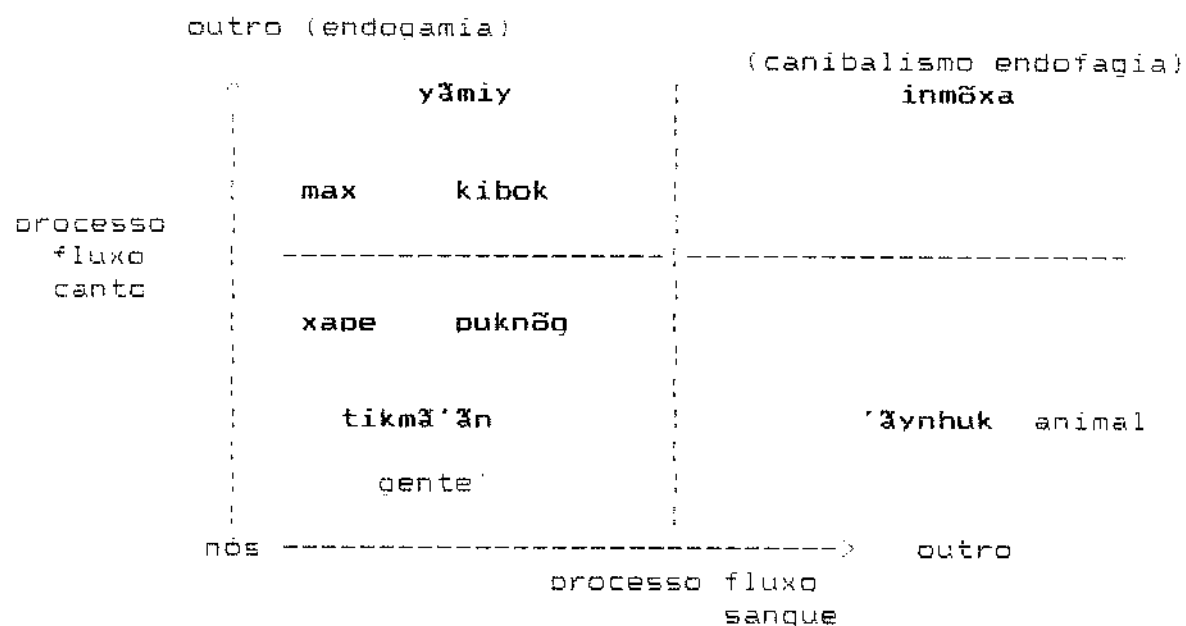 outro (endogamia)
(canibalismo endofagia)
yãmiy inmõxa
max kibok
processo
fluxo
canto
xape puknõg
tikmã'ãn 'ãynhuk animal
gente'
nós outro
processo fluxo
sangue